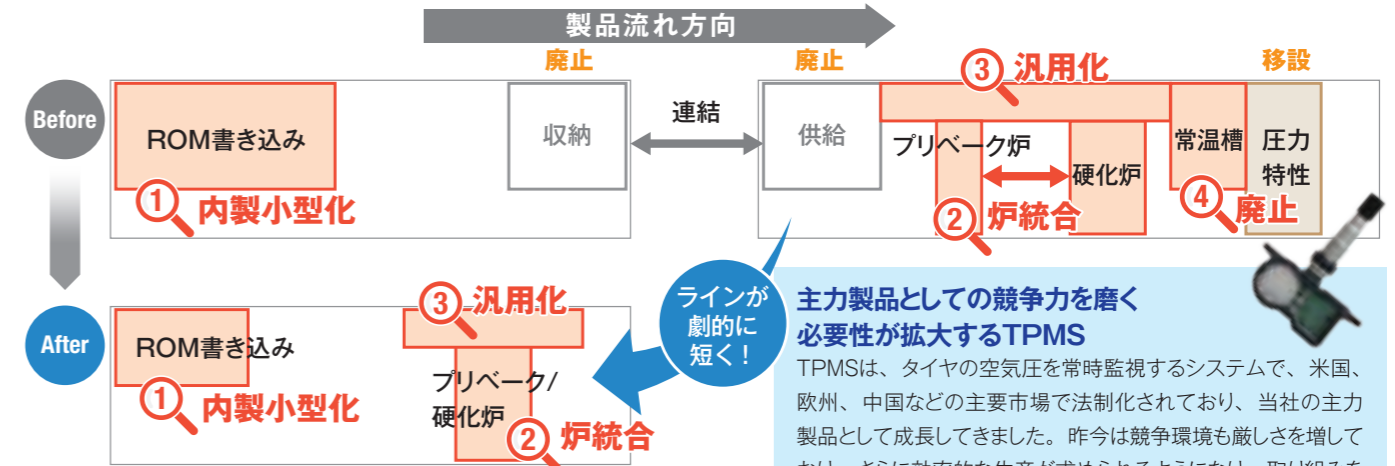 製品流れ方向
廃止
廃止
③ 汎用化
移設
Before
ROM書き込み
収納
連結
供給
プリベーク炉
硬化炉
常温槽
圧力
特性
① 内製小型化
② 炉統合
④ 廃止
After
ROM書き込み
① 内製小型化
③ 汎用化
プリベーク/
硬化炉
② 炉統合
ラインが
劇的に
短く！
主力製品としての競争力を磨く
必要性が拡大するTPMS
TPMSは、タイヤの空気圧を常時監視するシステムで、米国、
欧州、中国などの主要市場で法制化されており、当社の主力
製品として成長してきました。昨今は競争環境も厳しさを増して